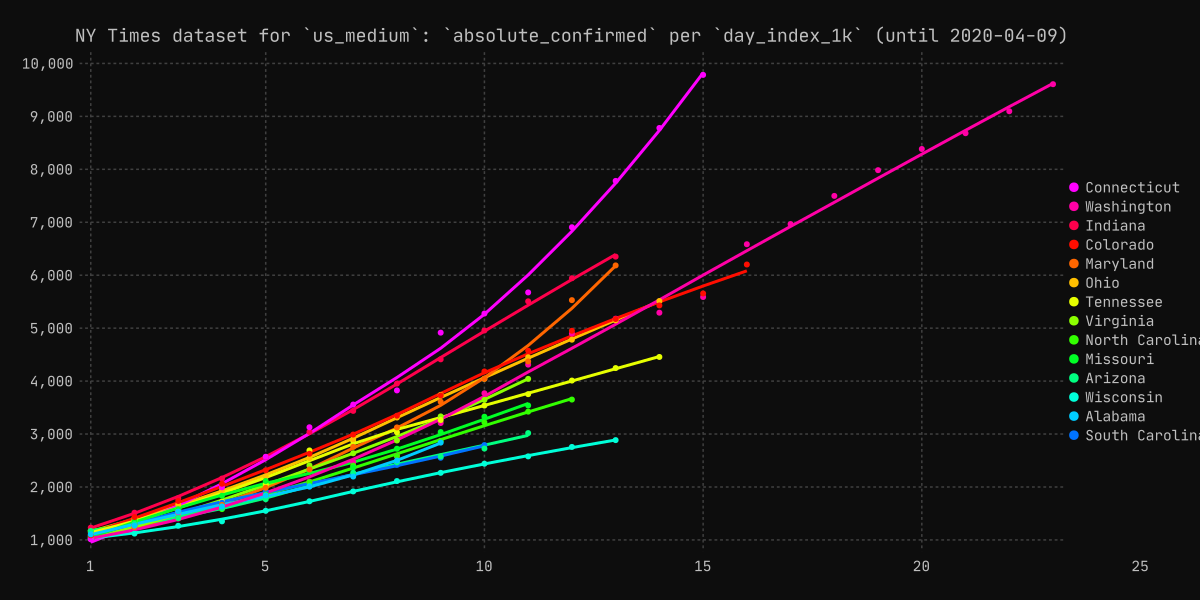 NY Times dataset for `us_medium`: `absolute_confirmed` per `day_index_1k` (until 2020-04-09)
10,000
9,000
8,000
7,000
6,000
5,000
4,000
3,000
2,000
1,000
1 5 10 15 20 25
Connecticut
Washington
Indiana
Colorado
Maryland
Ohio
Tennessee
Virginia
North Carolina
Missouri
Arizona
Wisconsin
Alabama
South Carolina